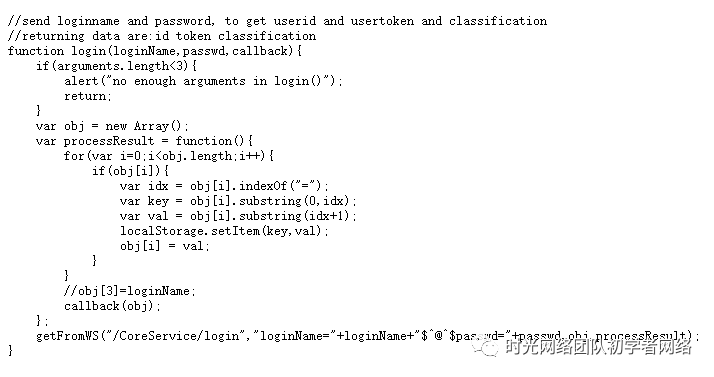 //send loginname and password, to get userid and usertoken and classification
//returning data are:id token classification
function login(loginName,passwd,callback){
    if(arguments.length<3){
        alert("no enough arguments in login()");
        return;
    }
    var obj = new Array();
    var processResult = function(){
        for(var i=0;i<obj.length;i++){
            if(obj[i]){
                var idx = obj[i].indexOf("=");
                var key = obj[i].substring(0,idx);
                var val = obj[i].substring(idx+1);
                localStorage.setItem(key,val);
                obj[i] = val;
            }
        }
        //obj[3]=loginName;
        callback(obj);
    };
    getFromWS("/CoreService/login","loginName="+loginName+"$^@^$passwd="+passwd,obj,processResult);
}
时光网络团队初学者网络